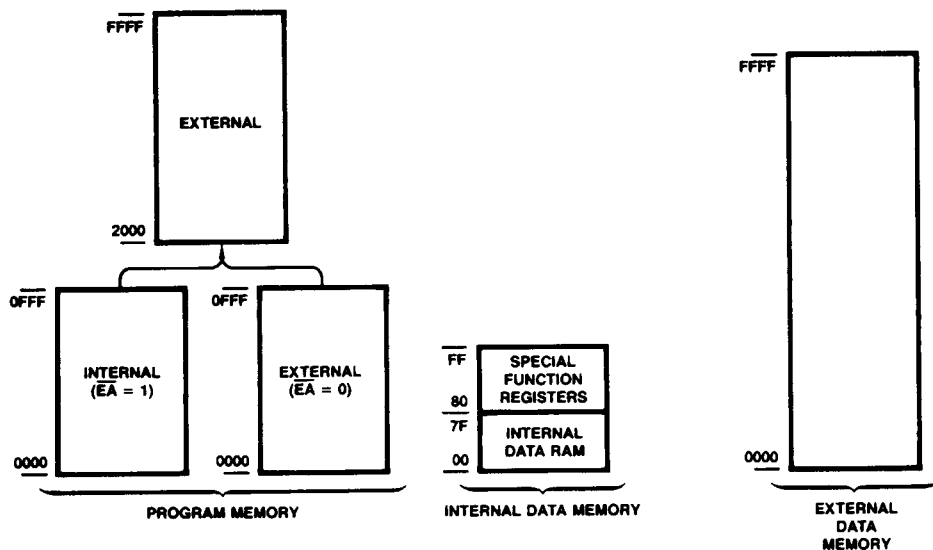 FFFF
EXTERNAL
2000
0FFF
INTERNAL
(EA = 1)
0000
0FFF
EXTERNAL
(EA = 0)
0000
PROGRAM MEMORY
FF
SPECIAL
FUNCTION
REGISTERS
80
7F
INTERNAL
DATA RAM
00
INTERNAL DATA MEMORY
FFFF
0000
EXTERNAL
DATA
MEMORY